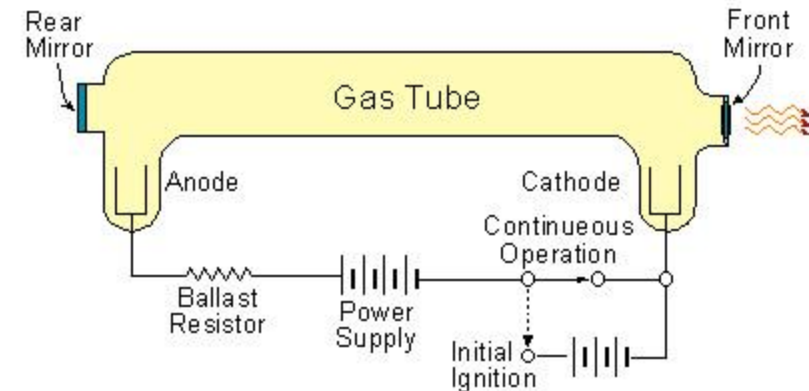 Rear
Mirror
Front
Mirror
Gas Tube
Anode
Cathode
Continueous
Operation
Ballast
Resistor
Power
Supply
Initial
Ignition